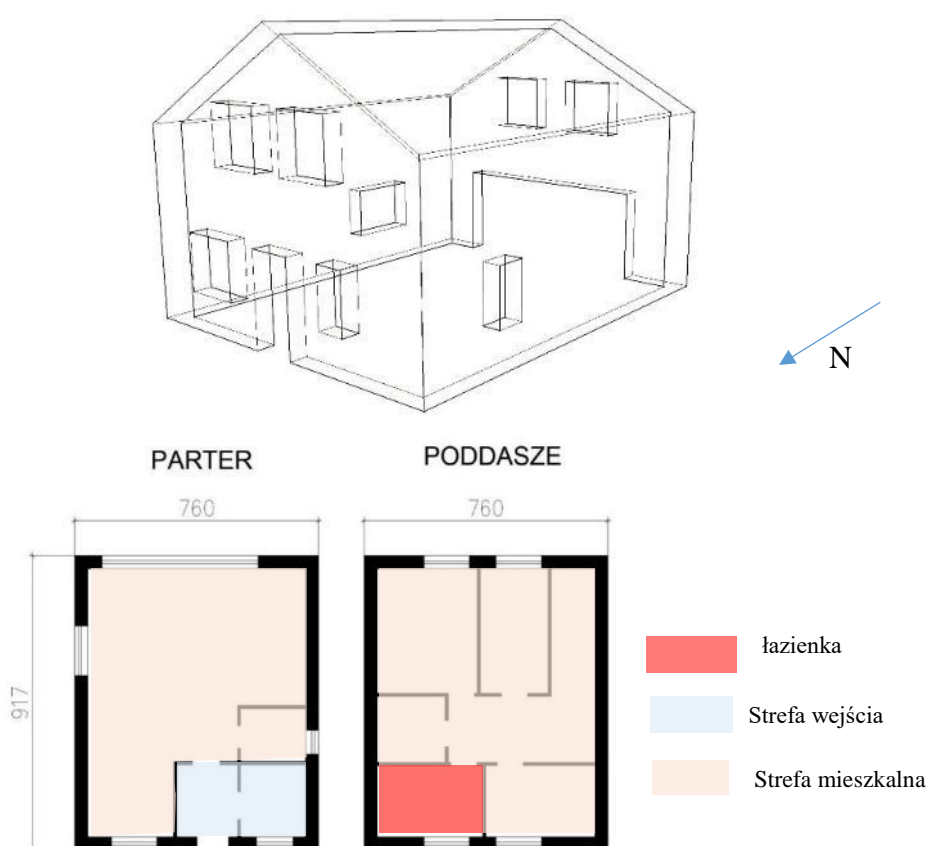 N
PARTER
PODDASZE
760
760
917
łazienka
Strefa wejścia
Strefa mieszkalna